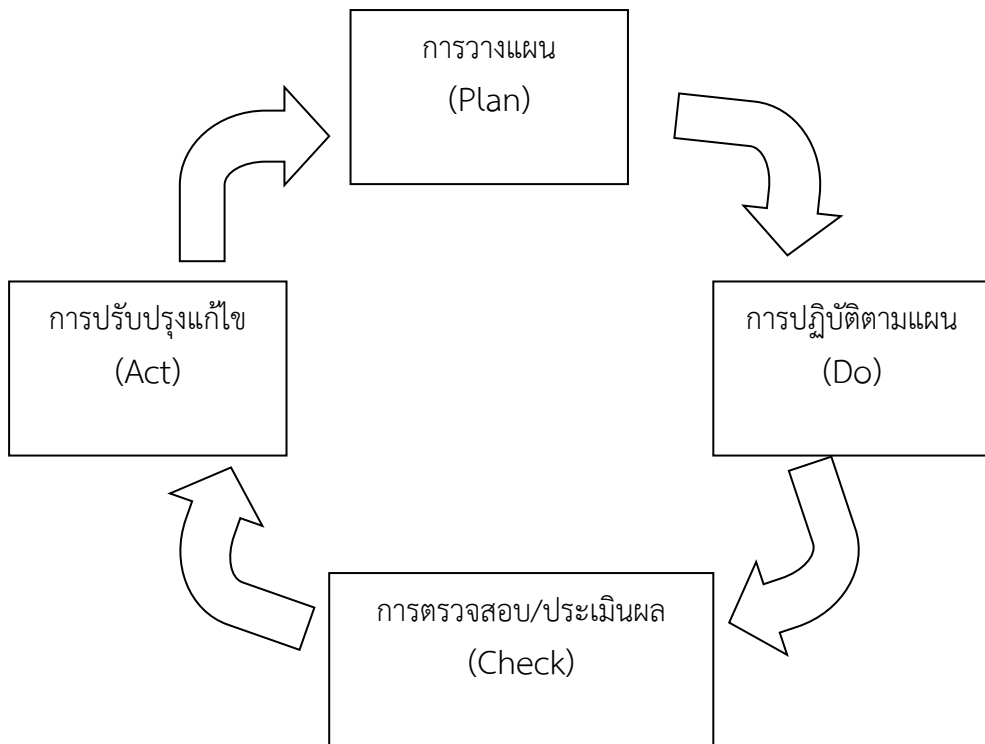 การวางแผน
(Plan)
การปรับปรุงแก้ไข
(Act)
การปฏิบัติตามแผน
(Do)
การตรวจสอบ/ประเมินผล
(Check)